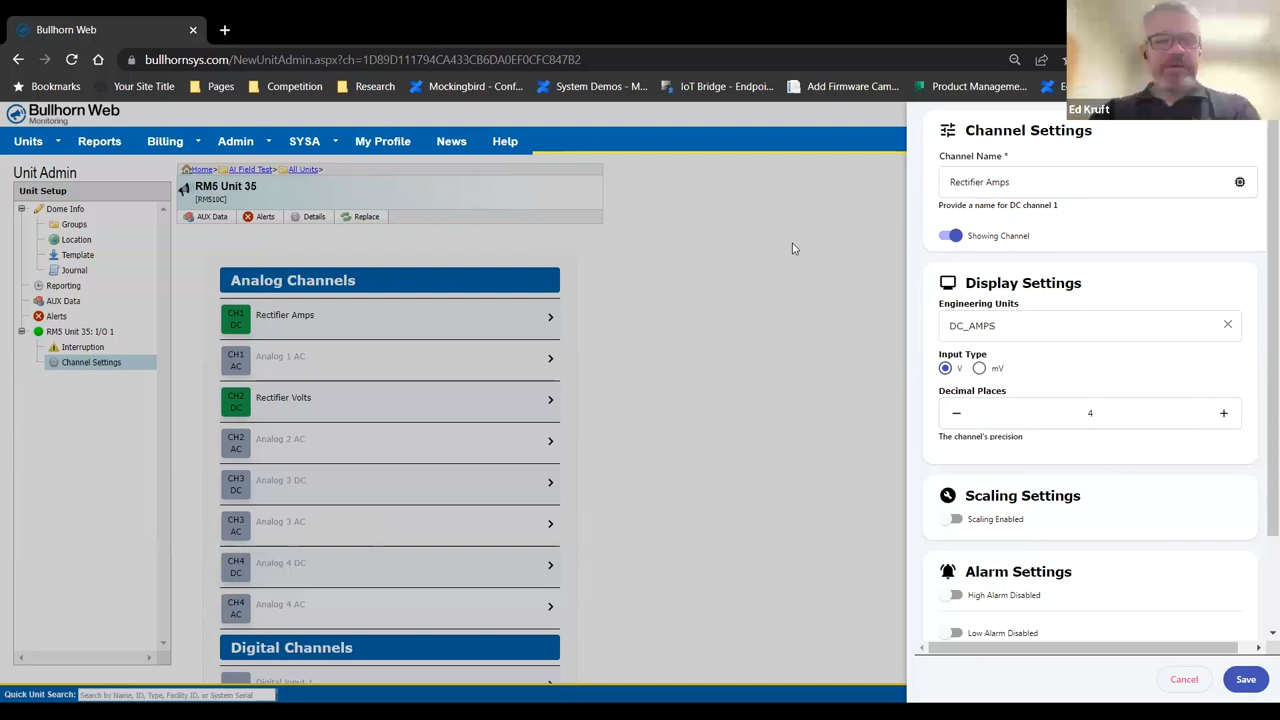 Bullhorn Web
bullhornsys.com/NewUnitAdmin.aspx?ch=1D89D111794CA433CB6DA0EF0CFC847B2
Bookmarks Your Site Title Pages Competition Research Mockingbird - Conf... System Demos - M... IoT Bridge - Endpoi... Add Firmware Cam... Product Manageme...
Ed Kruft
Bullhorn Web
Monitoring
Units Reports Billing Admin SYSA My Profile News Help
Unit Admin
Unit Setup
Dome Info
Groups
Location
Template
Journal
Reporting
AUX Data
Alerts
RM5 Unit 35: I/O 1
Interruption
Channel Settings
Home> AI Field Test> All Units>
RM5 Unit 35
[RM510C]
AUX Data Alerts Details Replace
Analog Channels
CH1 DC Rectifier Amps
CH1 AC Analog 1 AC
CH2 DC Rectifier Volts
CH2 AC Analog 2 AC
CH3 DC Analog 3 DC
CH3 AC Analog 3 AC
CH4 DC Analog 4 DC
CH4 AC Analog 4 AC
Digital Channels
Digital Input 1
Channel Settings
Channel Name *
Rectifier Amps
Provide a name for DC channel 1
Showing Channel
Display Settings
Engineering Units
DC_AMPS
Input Type
V mV
Decimal Places
− 4 +
The channel's precision
Scaling Settings
Scaling Enabled
Alarm Settings
High Alarm Disabled
Low Alarm Disabled
Cancel Save
Quick Unit Search: Search by Name, ID, Type, Facility ID, or System Serial